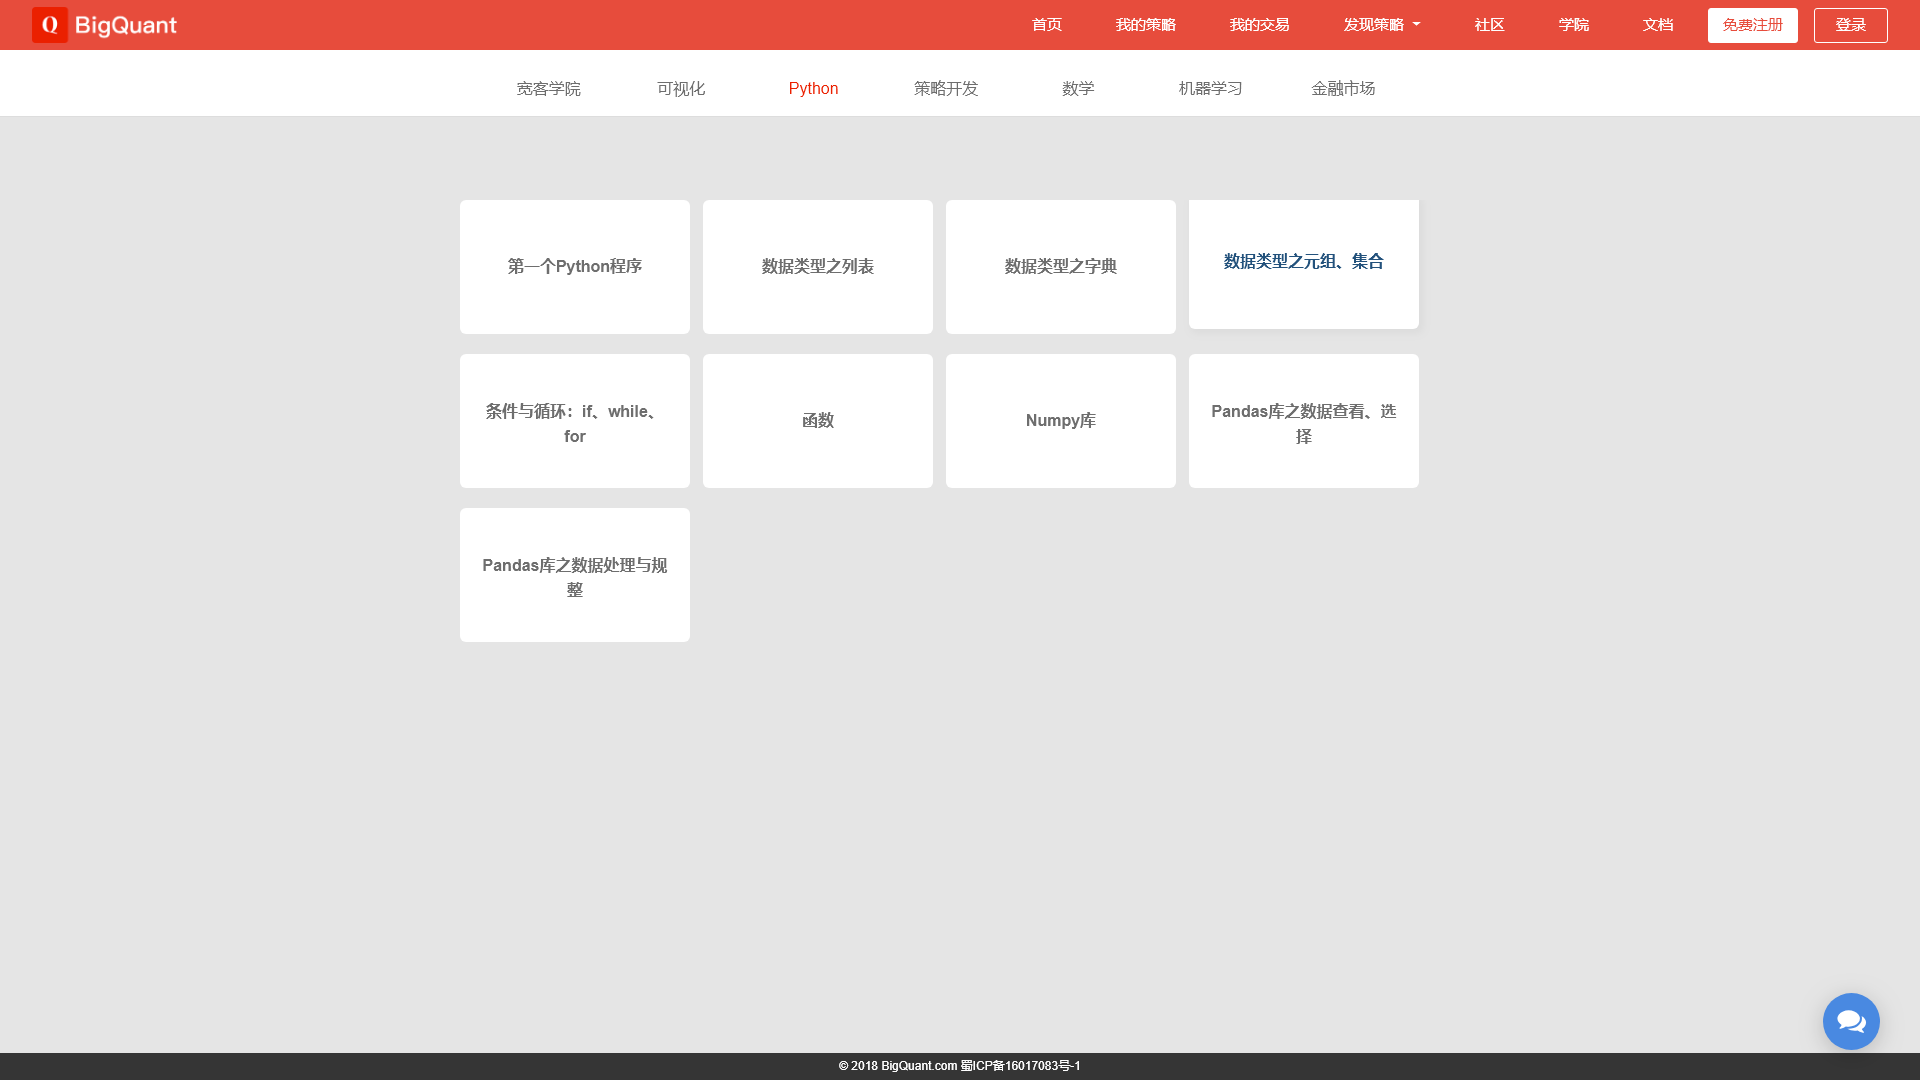 Q BigQuant 首页 我的策略 我的交易 发现策略 社区 学院 文档 免费注册 登录
宽客学院 可视化 Python 策略开发 数学 机器学习 金融市场
第一个Python程序
数据类型之列表
数据类型之字典
数据类型之元组、集合
条件与循环：if、while、
for
函数
Numpy库
Pandas库之数据查看、选
择
Pandas库之数据处理与规
整
© 2018 BigQuant.com 蜀ICP备16017083号-1